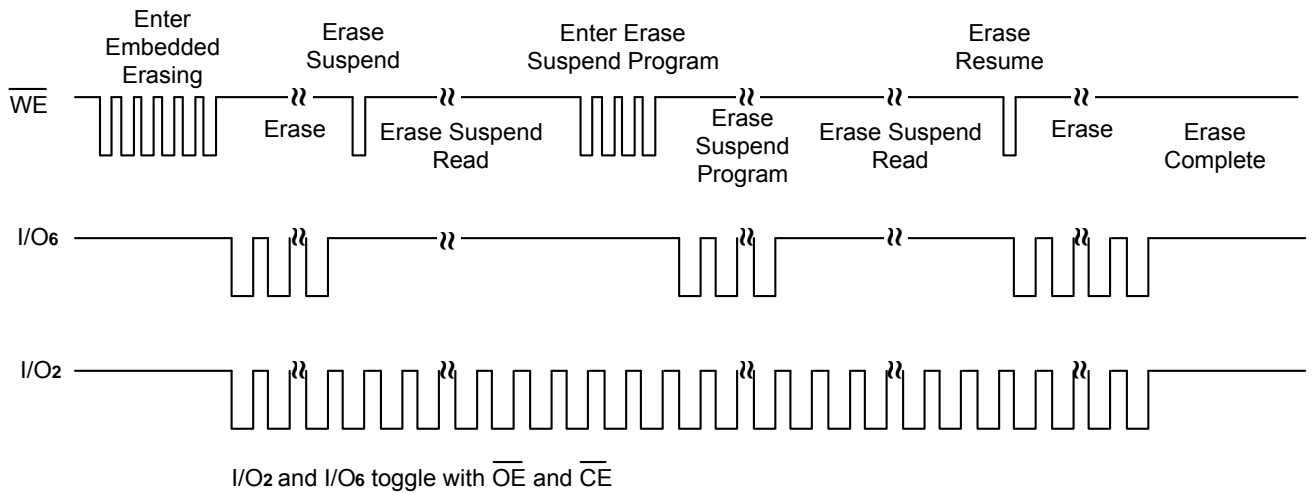 Enter
Embedded
Erasing
Erase
Suspend
Enter Erase
Suspend Program
Erase
Resume
WE
Erase
Erase Suspend
Read
Erase
Suspend
Program
Erase Suspend
Read
Erase
Erase
Complete
I/O6
I/O2
I/O2 and I/O6 toggle with OE and CE